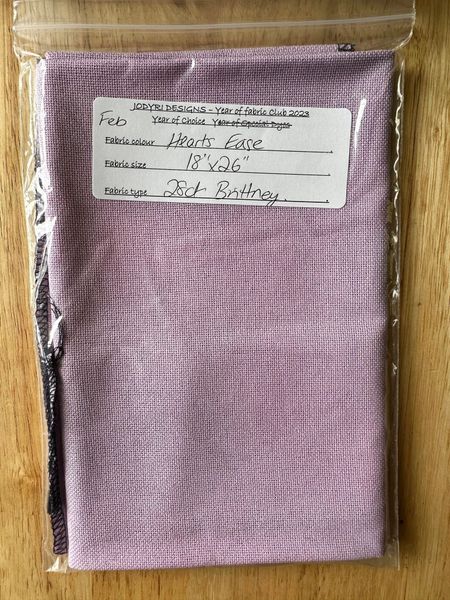 JODYRI DESIGNS - Year of fabric Club 2023
Feb Year of Choice Year of Special Dyes
Fabric colour Hearts Ease
Fabric size 18"x26"
Fabric type 28ct Brittney.